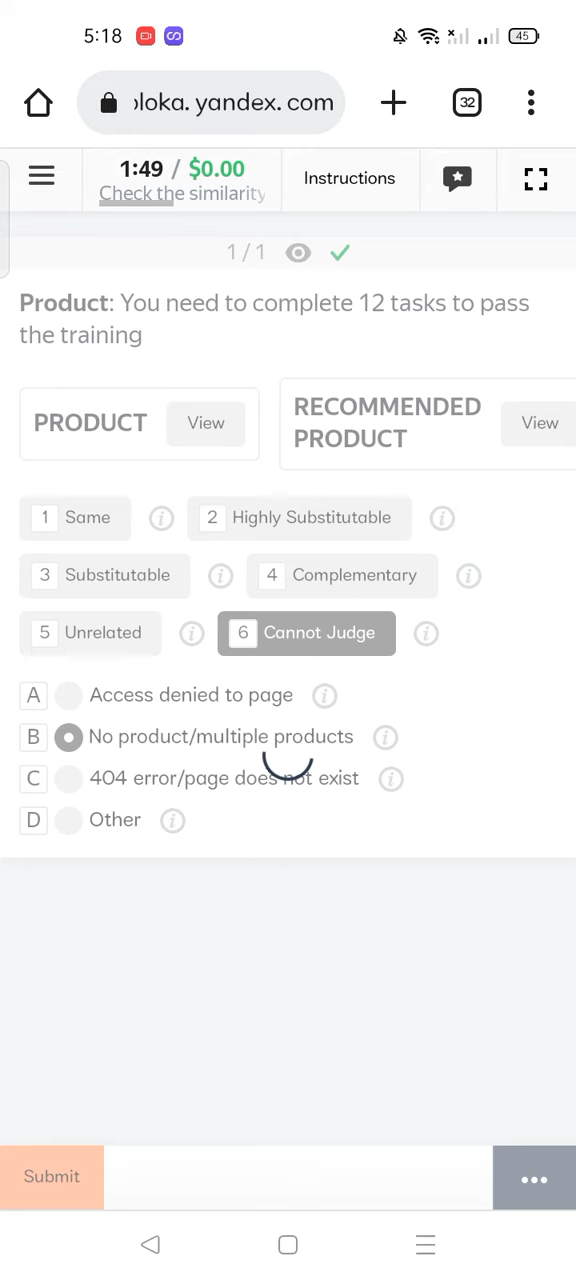 5:18
45
oloka. yandex. com
32
1:49 / $0.00
Check the similarity
Instructions
1 / 1
Product: You need to complete 12 tasks to pass
the training
PRODUCT
View
RECOMMENDED
PRODUCT
View
1 Same
2 Highly Substitutable
3 Substitutable
4 Complementary
5 Unrelated
6 Cannot Judge
A Access denied to page
B No product/multiple products
C 404 error/page does not exist
D Other
Submit